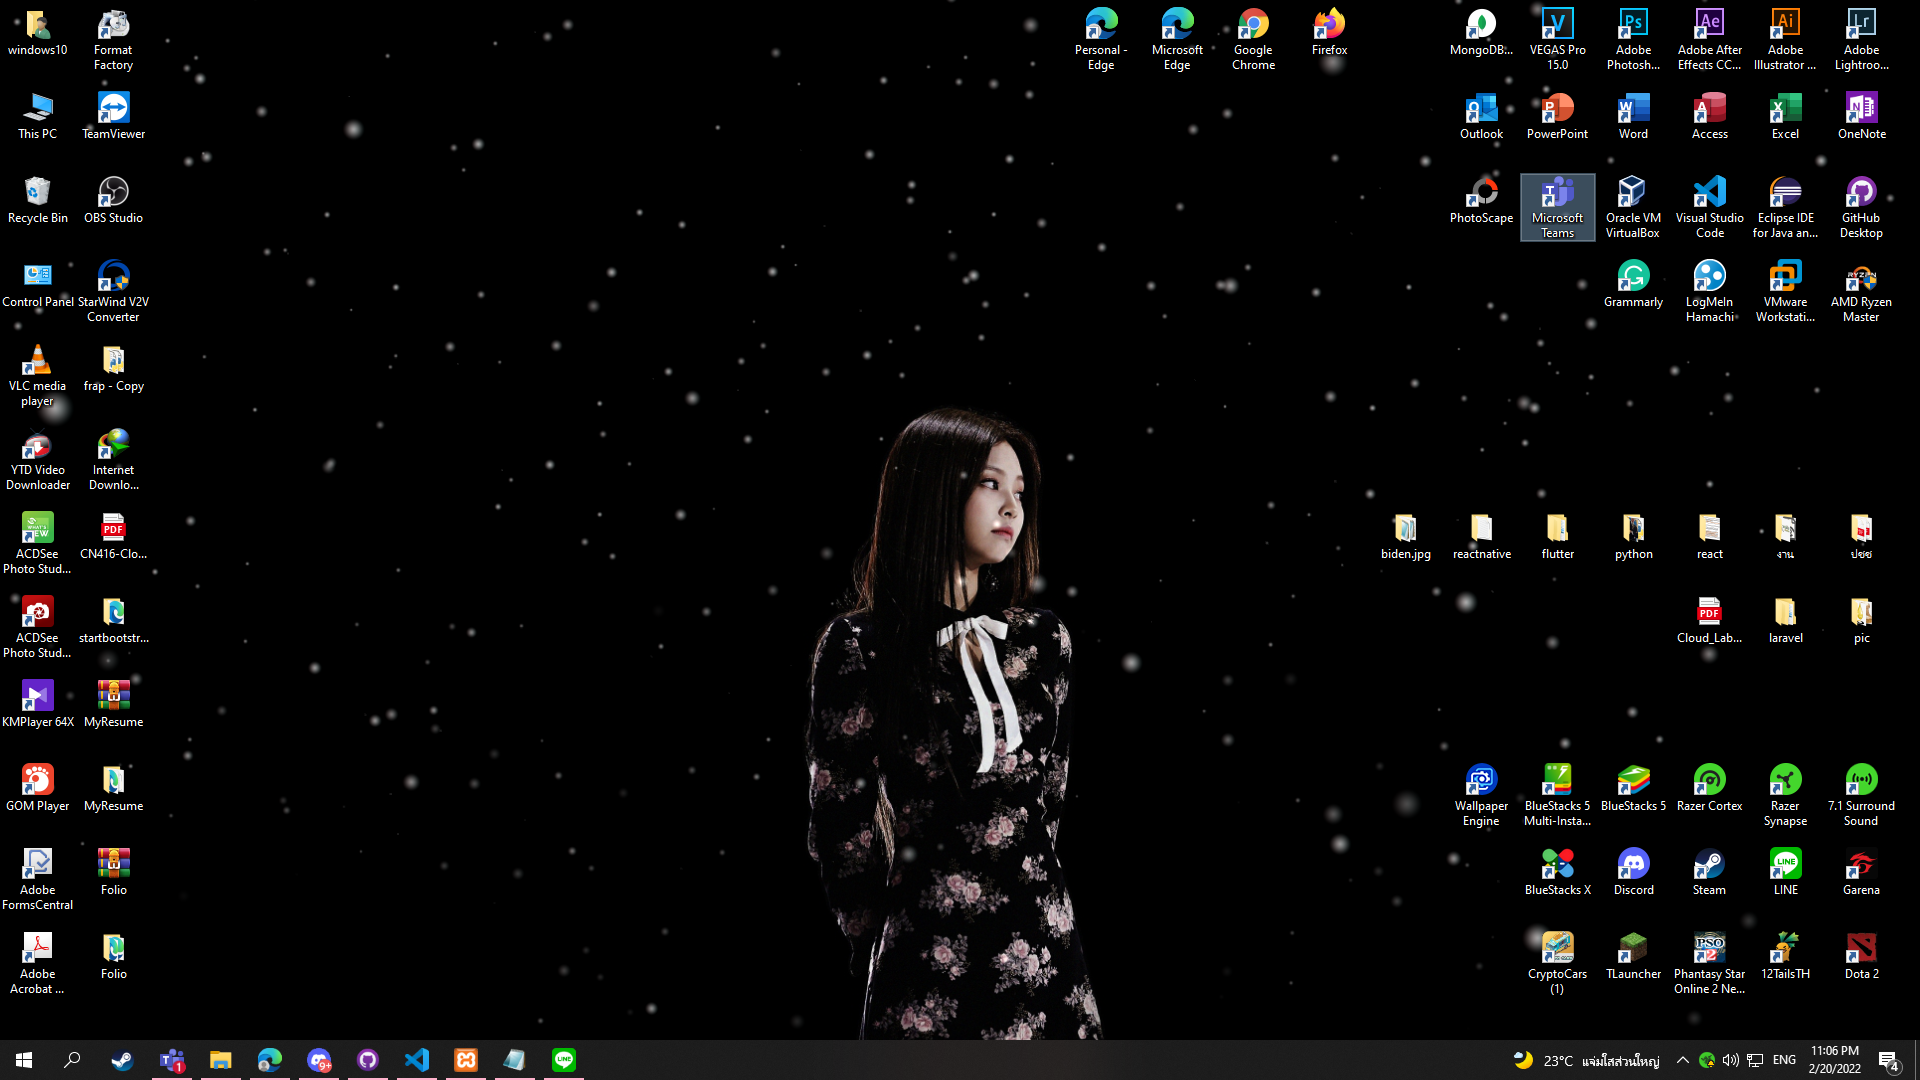 windows10
Format
Factory
Personal -
Edge
Microsoft
Edge
Google
Chrome
Firefox
MongoDB...
VEGAS Pro
15.0
Adobe
Photosh...
Adobe After
Effects CC...
Adobe
Illustrator ...
Adobe
Lightroo...
This PC
TeamViewer
Outlook
PowerPoint
Word
Access
Excel
OneNote
Recycle Bin
OBS Studio
PhotoScape
Microsoft
Teams
Oracle VM
VirtualBox
Visual Studio
Code
Eclipse IDE
for Java an...
GitHub
Desktop
Control Panel
StarWind V2V
Converter
Grammarly
LogMeIn
Hamachi
VMware
Workstati...
AMD Ryzen
Master
VLC media
player
frap - Copy
YTD Video
Downloader
Internet
Downlo...
ACDSee
Photo Stud...
CN416-Clo...
biden.jpg
reactnative
flutter
python
react
งาน
ปชช
ACDSee
Photo Stud...
startbootstr...
Cloud_Lab...
laravel
pic
KMPlayer 64X
MyResume
GOM Player
MyResume
Wallpaper
Engine
BlueStacks 5
Multi-Insta...
BlueStacks 5
Razer Cortex
Razer
Synapse
7.1 Surround
Sound
Adobe
FormsCentral
Folio
BlueStacks X
Discord
Steam
LINE
Garena
Adobe
Acrobat ...
Folio
CryptoCars
(1)
TLauncher
Phantasy Star
Online 2 Ne...
12TailsTH
Dota 2
23°C แจ่มใสส่วนใหญ่
ENG
11:06 PM
2/20/2022
4